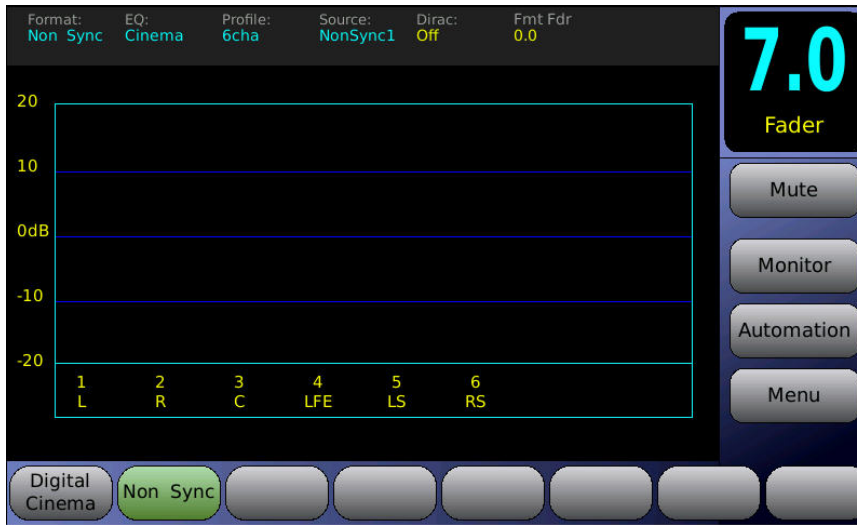 Format: EQ: Profile: Source: Dirac: Fmt Fdr
Non Sync Cinema 6cha NonSync1 Off 0.0
7.0
Fader
20
10
0dB
-10
-20
1 2 3 4 5 6
L R C LFE LS RS
Mute
Monitor
Automation
Menu
Digital
Cinema
Non Sync